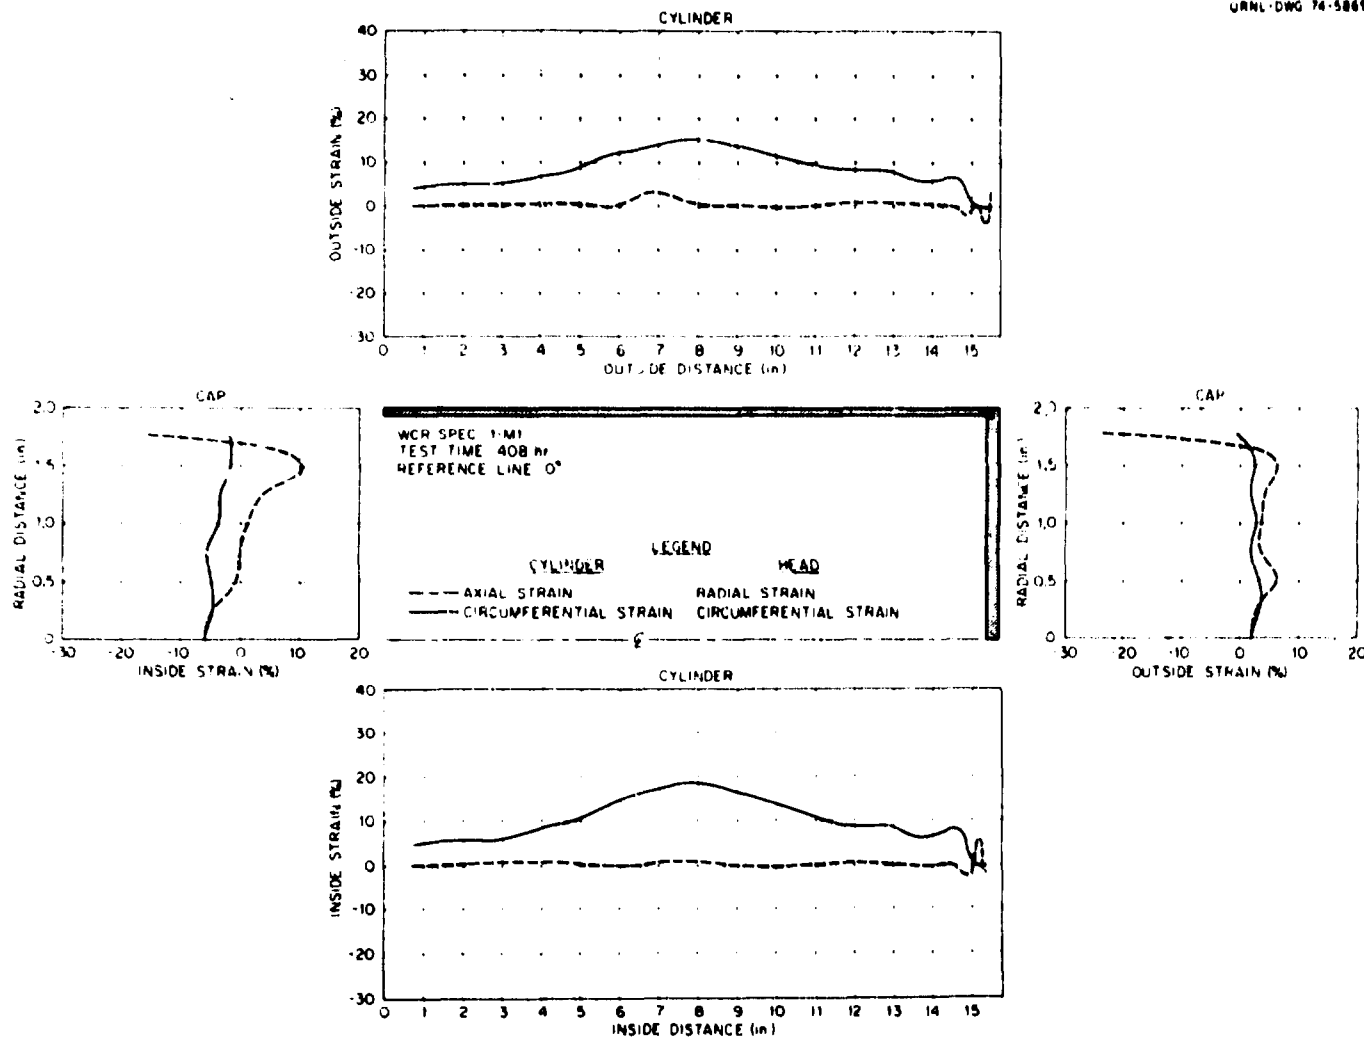 ORNL-DWG 74-5869
CYLINDER
40
30
20
10
0
-10
-20
-30
OUTSIDE STRAIN (%)
0 1 2 3 4 5 6 7 8 9 10 11 12 13 14 15
OUTSIDE DISTANCE (in)
CAP
2.0
1.5
1.0
0.5
0
RADIAL DISTANCE (in)
-30 -20 -10 0 10 20
INSIDE STRAIN (%)
WCR SPEC 1-M1
TEST TIME 408 hr
REFERENCE LINE 0°
LEGEND
CYLINDER HEAD
AXIAL STRAIN RADIAL STRAIN
CIRCUMFERENTIAL STRAIN CIRCUMFERENTIAL STRAIN
℄
CAP
2.0
1.5
1.0
0.5
0
RADIAL DISTANCE (in)
-30 -20 -10 0 10 20
OUTSIDE STRAIN (%)
CYLINDER
40
30
20
10
0
-10
-20
-30
INSIDE STRAIN (%)
0 1 2 3 4 5 6 7 8 9 10 11 12 13 14 15
INSIDE DISTANCE (in)